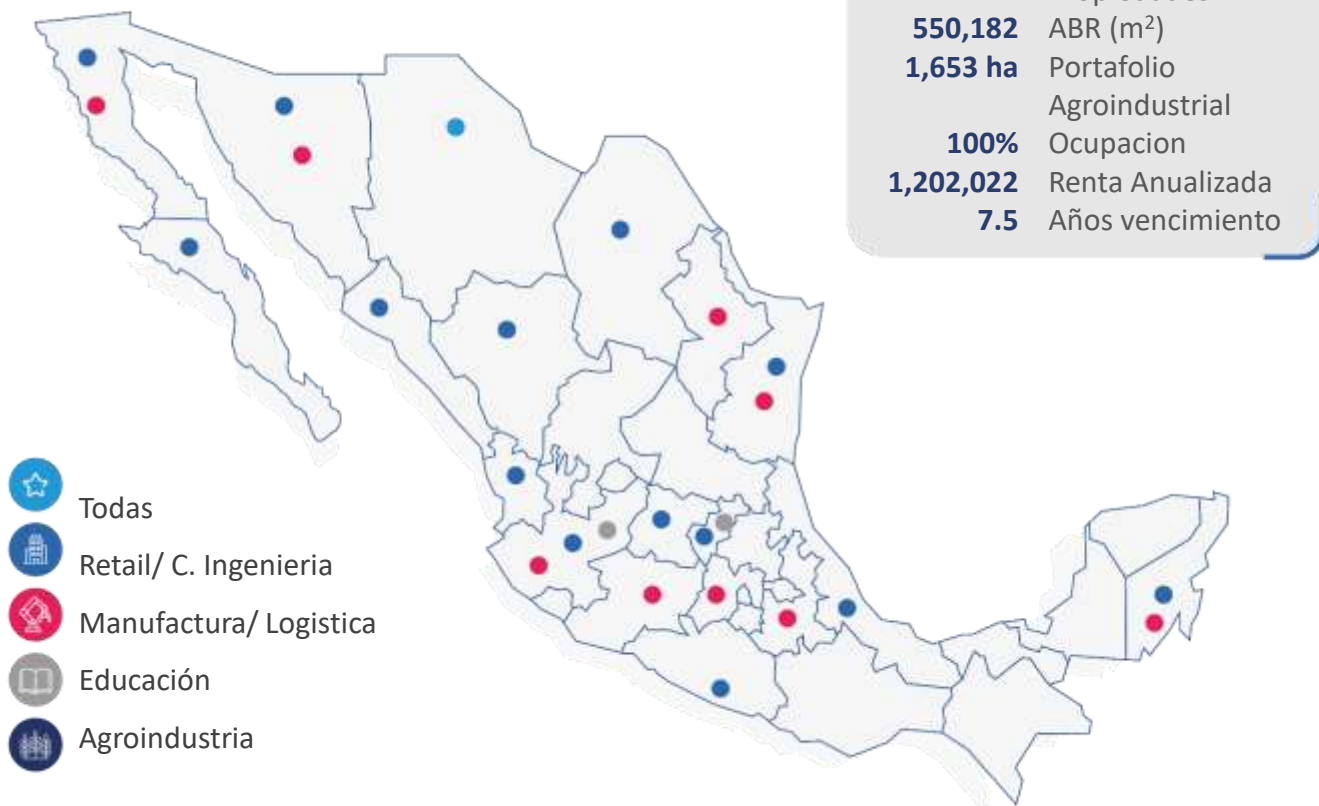 550,182 ABR (m²)
1,653 ha Portafolio
Agroindustrial
100% Ocupacion
1,202,022 Renta Anualizada
7.5 Años vencimiento
Todas
Retail/ C. Ingenieria
Manufactura/ Logistica
Educación
Agroindustria